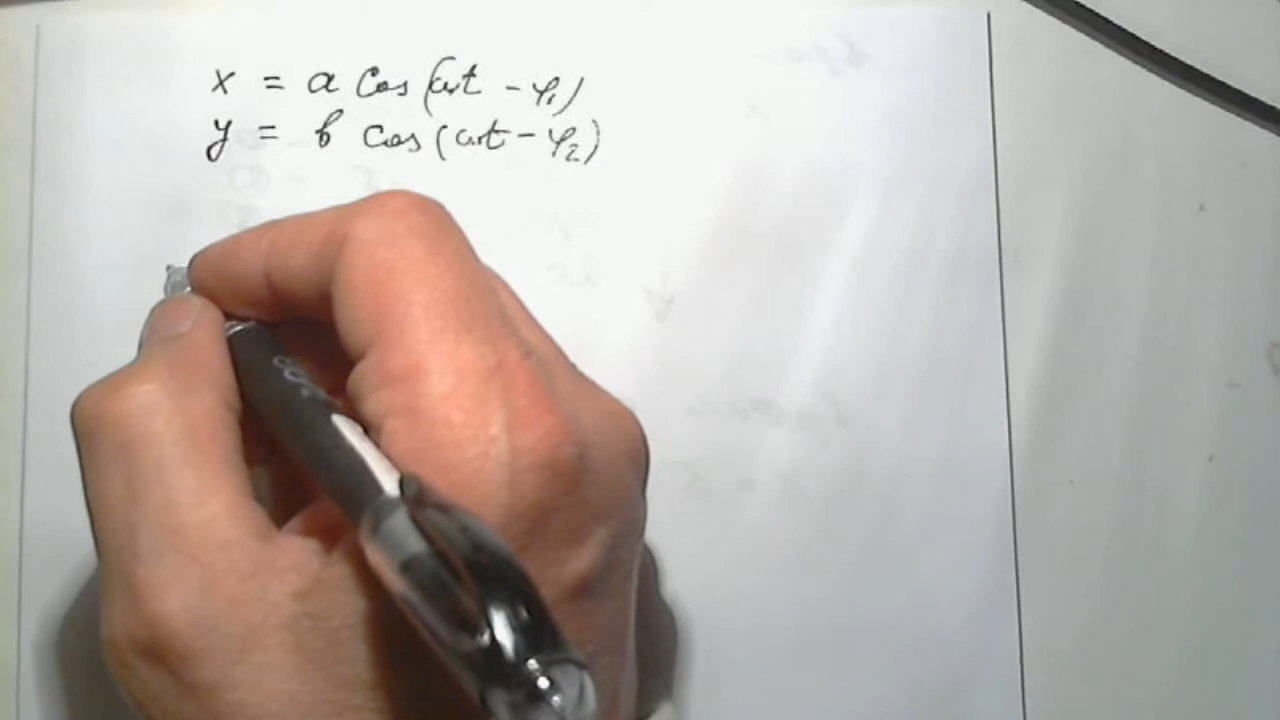 x = a cos(ωt - φ₁)
y = b cos(ωt - φ₂)